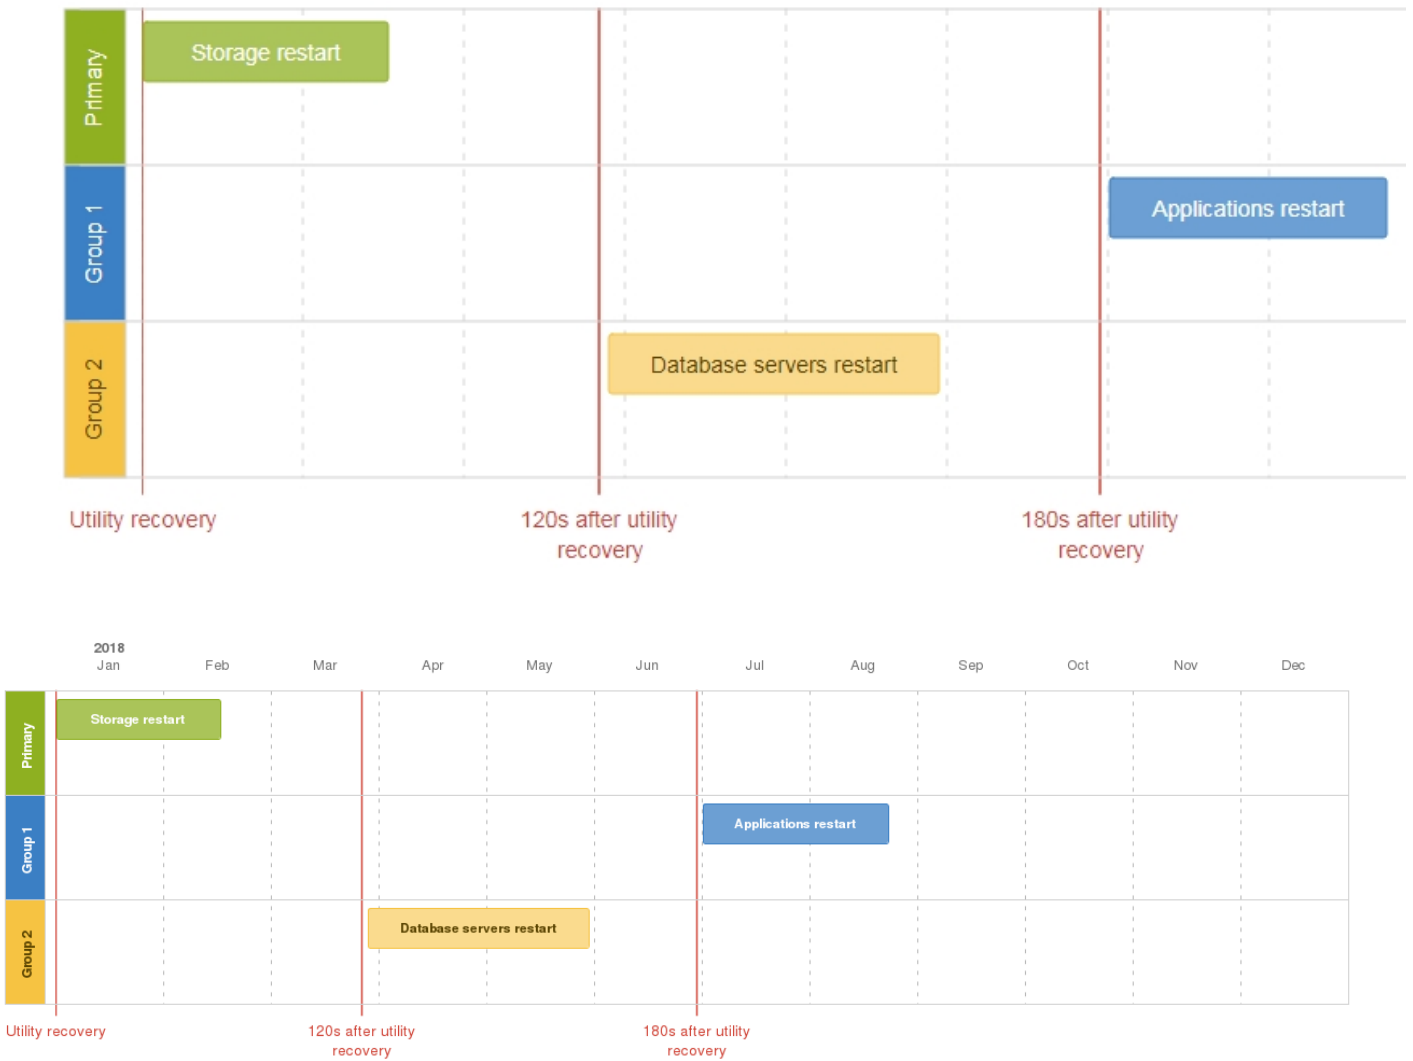 Primary
Storage restart
Group 1
Applications restart
Group 2
Database servers restart
Utility recovery
120s after utility
recovery
180s after utility
recovery
2018
Jan Feb Mar Apr May Jun Jul Aug Sep Oct Nov Dec
Primary
Storage restart
Group 1
Applications restart
Group 2
Database servers restart
Utility recovery
120s after utility
recovery
180s after utility
recovery